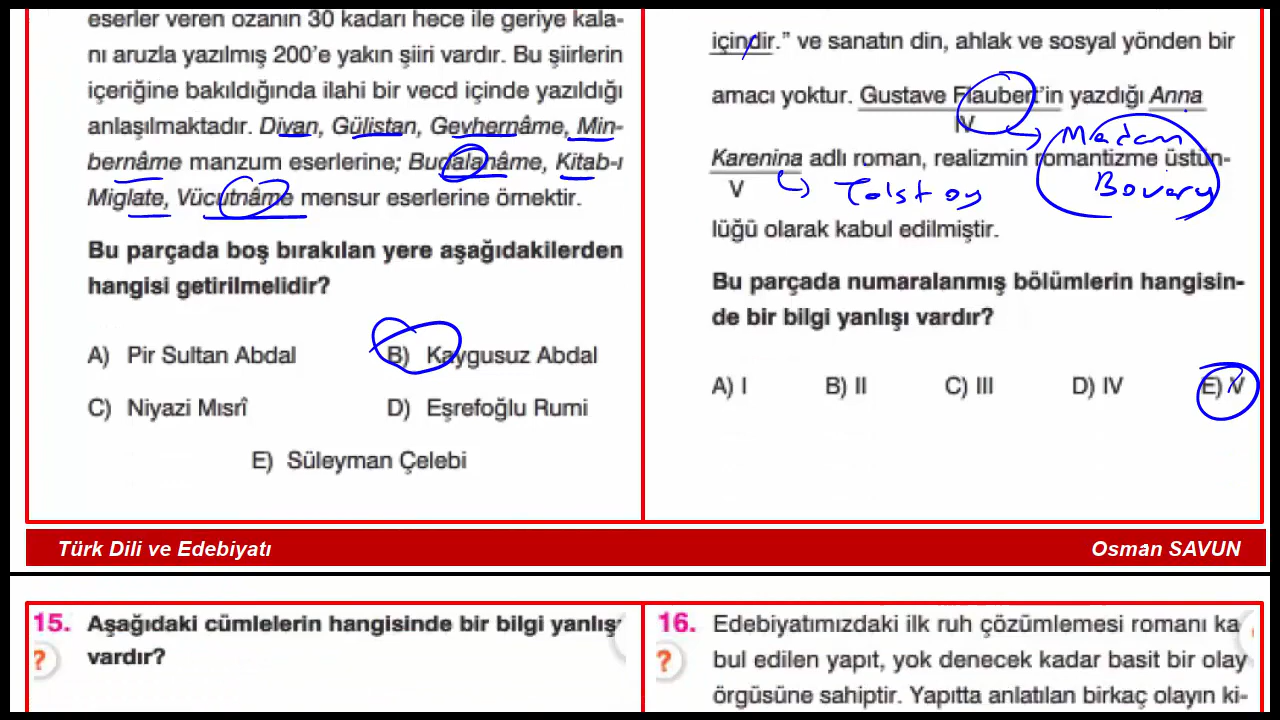 eserler veren ozanın 30 kadarı hece ile geriye kala-
nı aruzla yazılmış 200'e yakın şiiri vardır. Bu şiirlerin
içeriğine bakıldığında ilahi bir vecd içinde yazıldığı
anlaşılmaktadır. Divan, Gülistan, Gevhernâme, Min-
bernâme manzum eserlerine; Budalanâme, Kitab-ı
Miglate, Vücutnâme mensur eserlerine örnektir.
Bu parçada boş bırakılan yere aşağıdakilerden
hangisi getirilmelidir?
A) Pir Sultan Abdal
B) Kaygusuz Abdal
C) Niyazi Mısrî
D) Eşrefoğlu Rumi
E) Süleyman Çelebi
içindir.” ve sanatın din, ahlak ve sosyal yönden bir
amacı yoktur. Gustave Flaubert'in yazdığı Anna
IV
Madam
Karenina adlı roman, realizmin romantizme üstün-
V
Tolstoy
Bovary
lüğü olarak kabul edilmiştir.
Bu parçada numaralanmış bölümlerin hangisin-
de bir bilgi yanlışı vardır?
A) I B) II C) III D) IV E) V
Türk Dili ve Edebiyatı
Osman SAVUN
15. Aşağıdaki cümlelerin hangisinde bir bilgi yanlışı
? vardır?
16. Edebiyatımızdaki ilk ruh çözümlemesi romanı ka
? bul edilen yapıt, yok denecek kadar basit bir olay
örgüsüne sahiptir. Yapıtta anlatılan birkaç olayın ki-